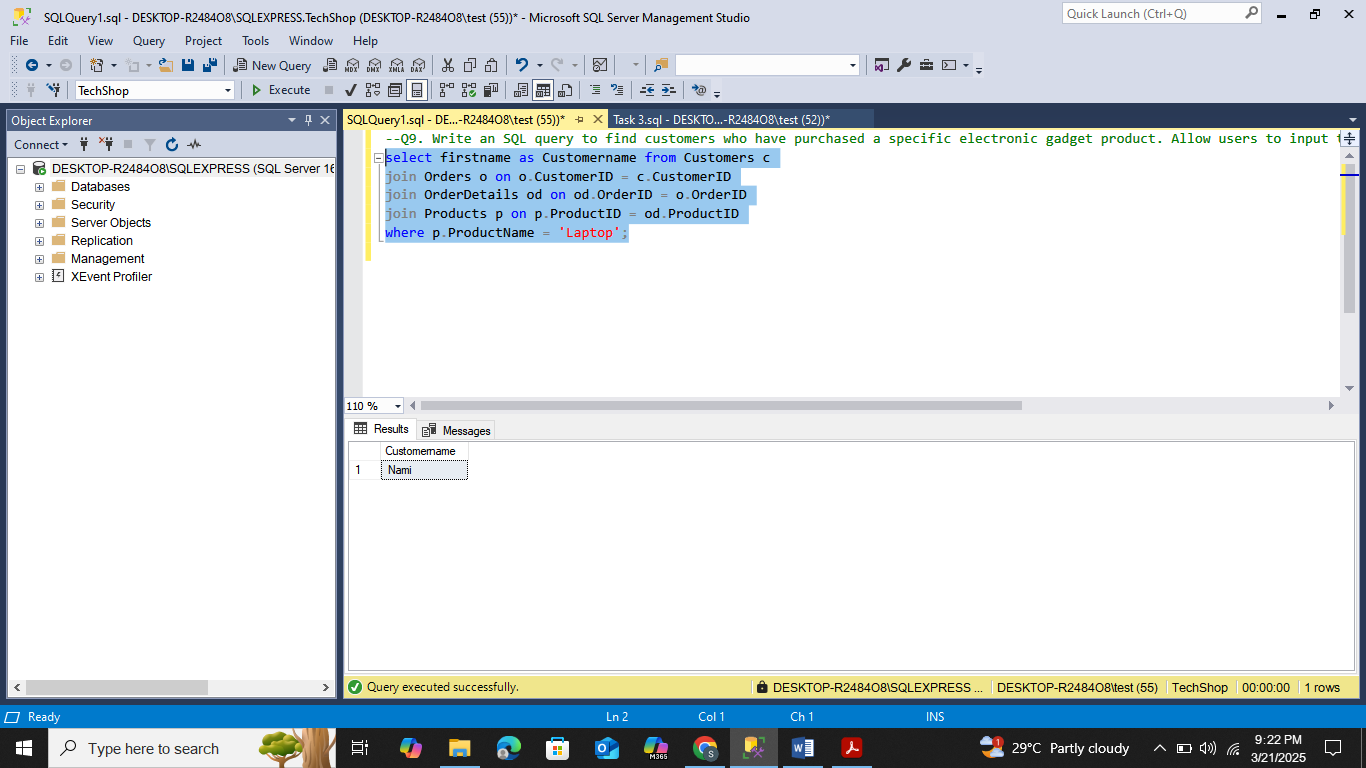 SQLQuery1.sql - DESKTOP-R2484O8\SQLEXPRESS.TechShop (DESKTOP-R2484O8\test (55))* - Microsoft SQL Server Management Studio
Quick Launch (Ctrl+Q)
File Edit View Query Project Tools Window Help
New Query MDX DMX XMLA DAX
TechShop Execute
Object Explorer
SQLQuery1.sql - DE...-R2484O8\test (55))* Task 3.sql - DESKTO...-R2484O8\test (52))*
Connect
DESKTOP-R2484O8\SQLEXPRESS (SQL Server 16
Databases
Security
Server Objects
Replication
Management
XEvent Profiler
--Q9. Write an SQL query to find customers who have purchased a specific electronic gadget product. Allow users to input
select firstname as Customername from Customers c
join Orders o on o.CustomerID = c.CustomerID
join OrderDetails od on od.OrderID = o.OrderID
join Products p on p.ProductID = od.ProductID
where p.ProductName = 'Laptop';
110 %
Results Messages
Customername
1 Nami
Query executed successfully. DESKTOP-R2484O8\SQLEXPRESS ... DESKTOP-R2484O8\test (55) TechShop 00:00:00 1 rows
Ready Ln 2 Col 1 Ch 1 INS
Type here to search M365 29°C Partly cloudy 9:22 PM
3/21/2025